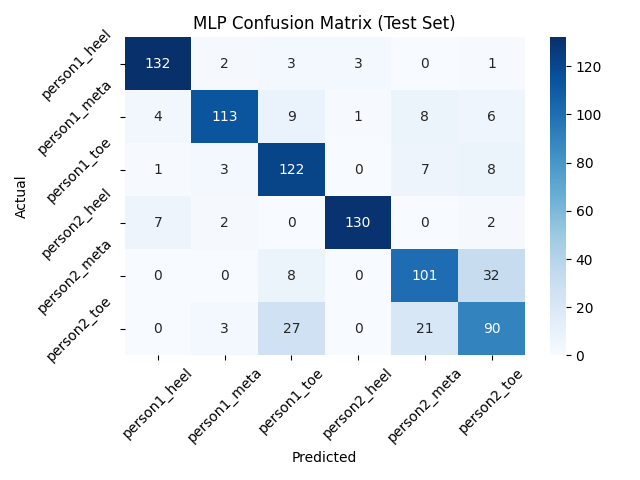 MLP Confusion Matrix (Test Set)
person1_heel 132 2 3 3 0 1
person1_meta 4 113 9 1 8 6
person1_toe 1 3 122 0 7 8
person2_heel 7 2 0 130 0 2
person2_meta 0 0 8 0 101 32
person2_toe 0 3 27 0 21 90
person1_heel person1_meta person1_toe person2_heel person2_meta person2_toe
Predicted
Actual
120
100
80
60
40
20
0